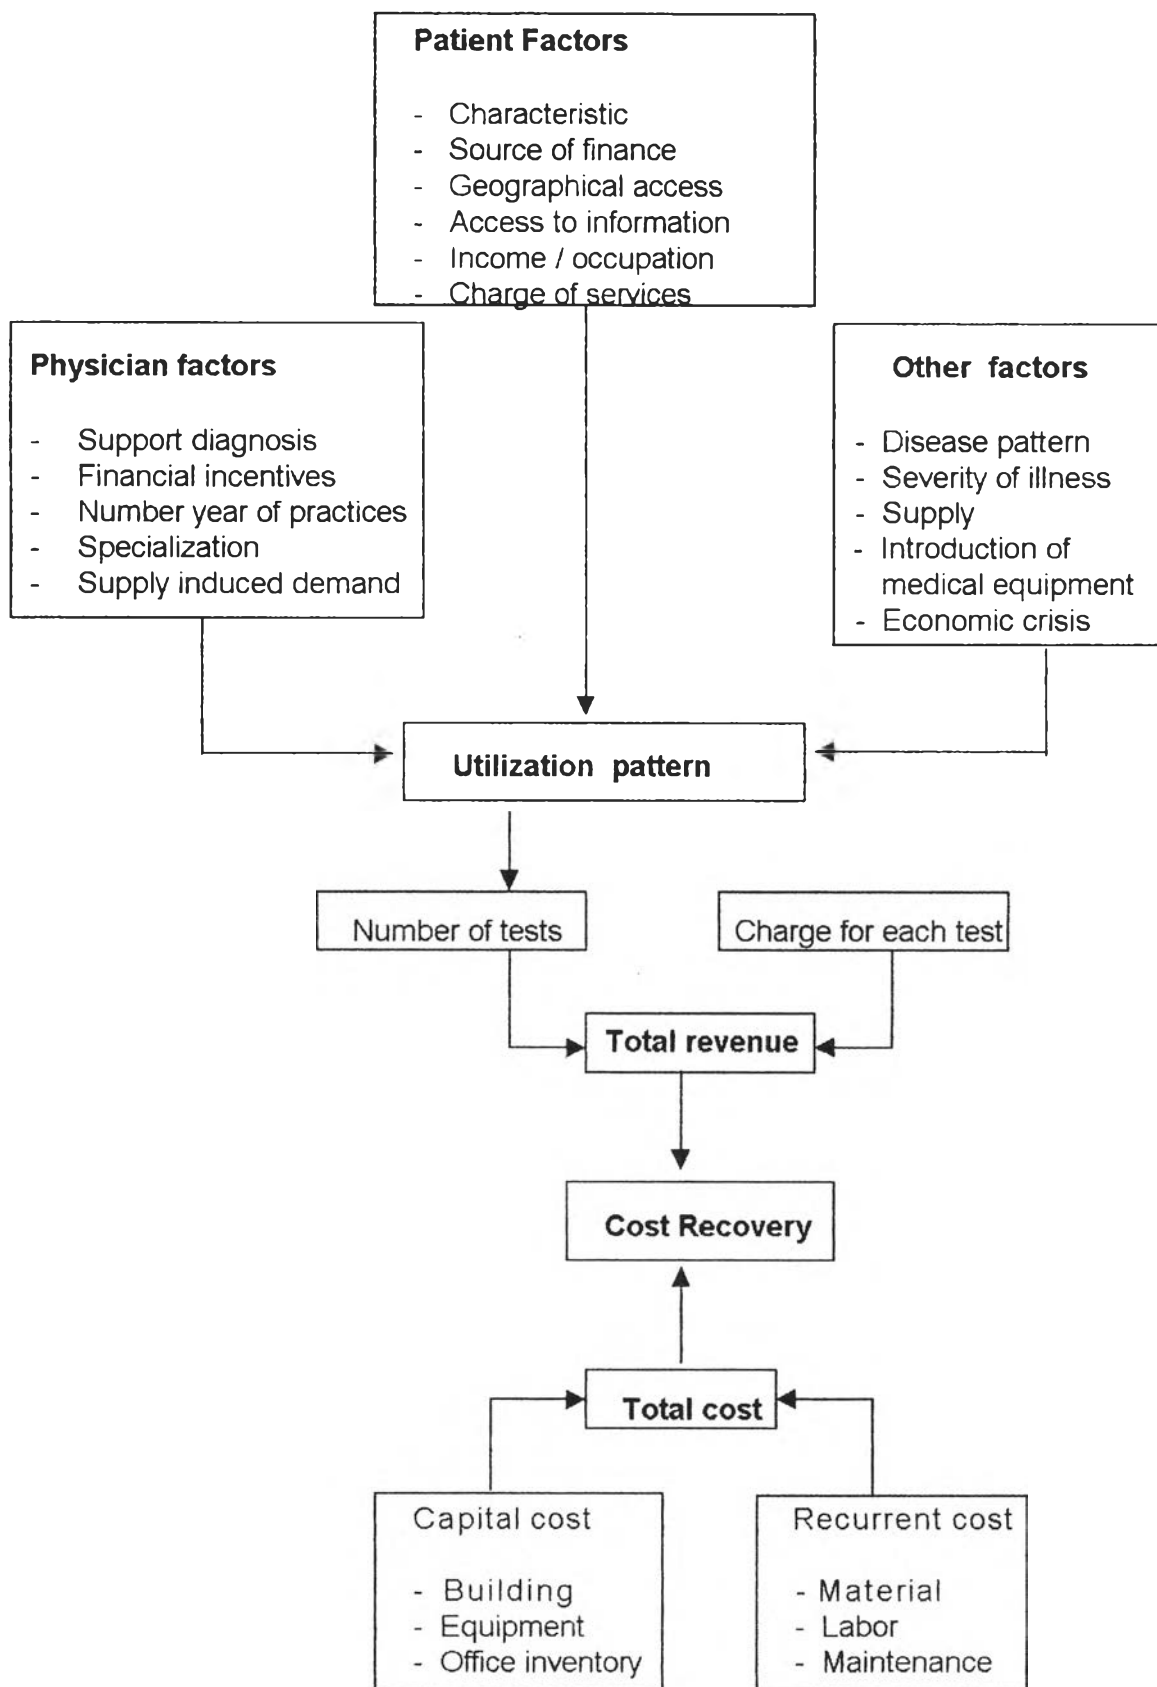 Patient Factors
- Characteristic
- Source of finance
- Geographical access
- Access to information
- Income / occupation
- Charge of services
Physician factors
- Support diagnosis
- Financial incentives
- Number year of practices
- Specialization
- Supply induced demand
Other factors
- Disease pattern
- Severity of illness
- Supply
- Introduction of
medical equipment
- Economic crisis
Utilization pattern
Number of tests
Charge for each test
Total revenue
Cost Recovery
Total cost
Capital cost
- Building
- Equipment
- Office inventory
Recurrent cost
- Material
- Labor
- Maintenance